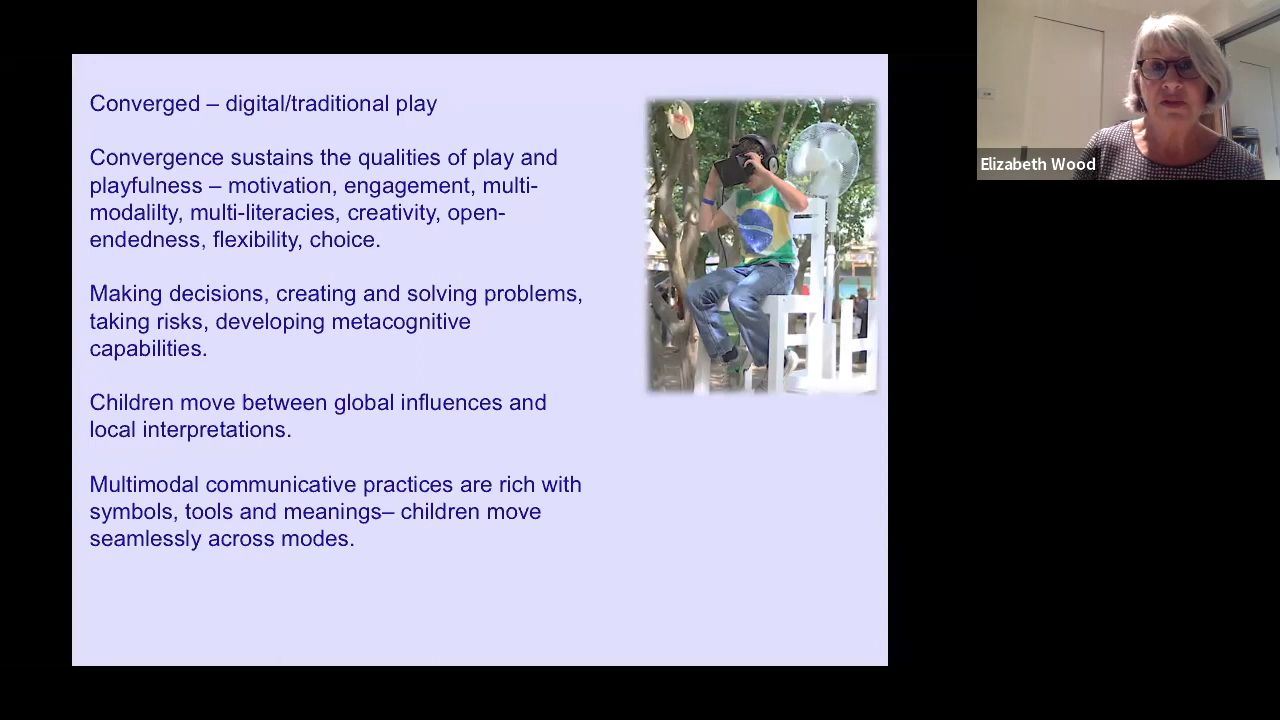 Converged – digital/traditional play
Convergence sustains the qualities of play and
playfulness – motivation, engagement, multi-
modalilty, multi-literacies, creativity, open-
endedness, flexibility, choice.
Making decisions, creating and solving problems,
taking risks, developing metacognitive
capabilities.
Children move between global influences and
local interpretations.
Multimodal communicative practices are rich with
symbols, tools and meanings– children move
seamlessly across modes.
Elizabeth Wood